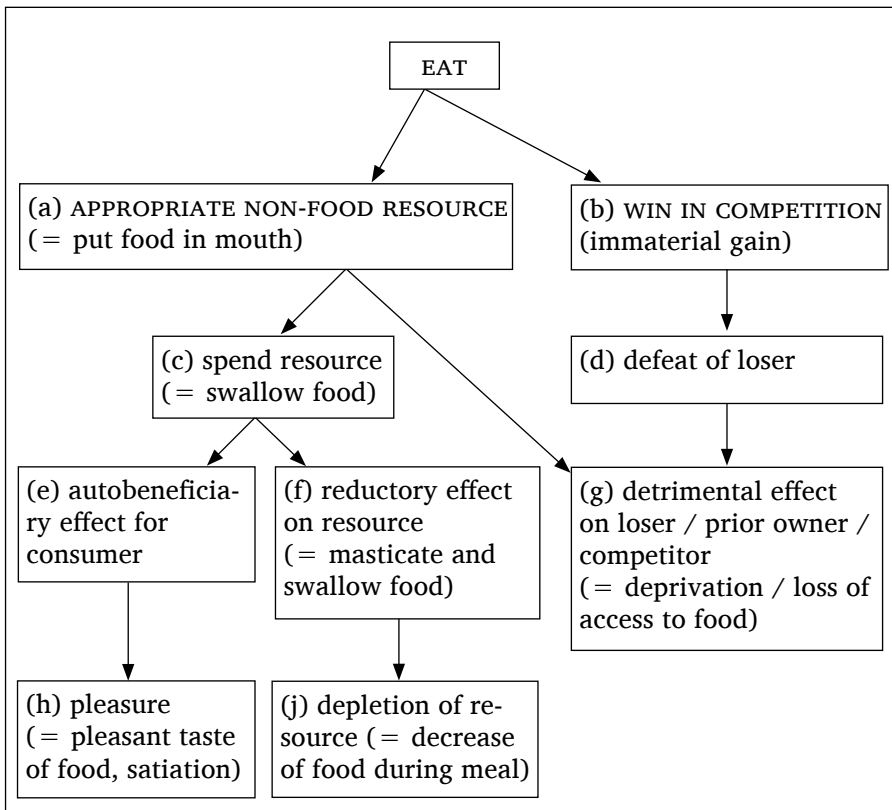 EAT
(a) APPROPRIATE NON-FOOD RESOURCE
(= put food in mouth)
(b) WIN IN COMPETITION
(immaterial gain)
(c) spend resource
(= swallow food)
(d) defeat of loser
(e) autobeneficia-
ry effect for
consumer
(f) reductory effect
on resource
(= masticate and
swallow food)
(g) detrimental effect
on loser / prior owner /
competitor
(= deprivation / loss of
access to food)
(h) pleasure
(= pleasant taste
of food, satiation)
(j) depletion of re-
source (= decrease
of food during meal)